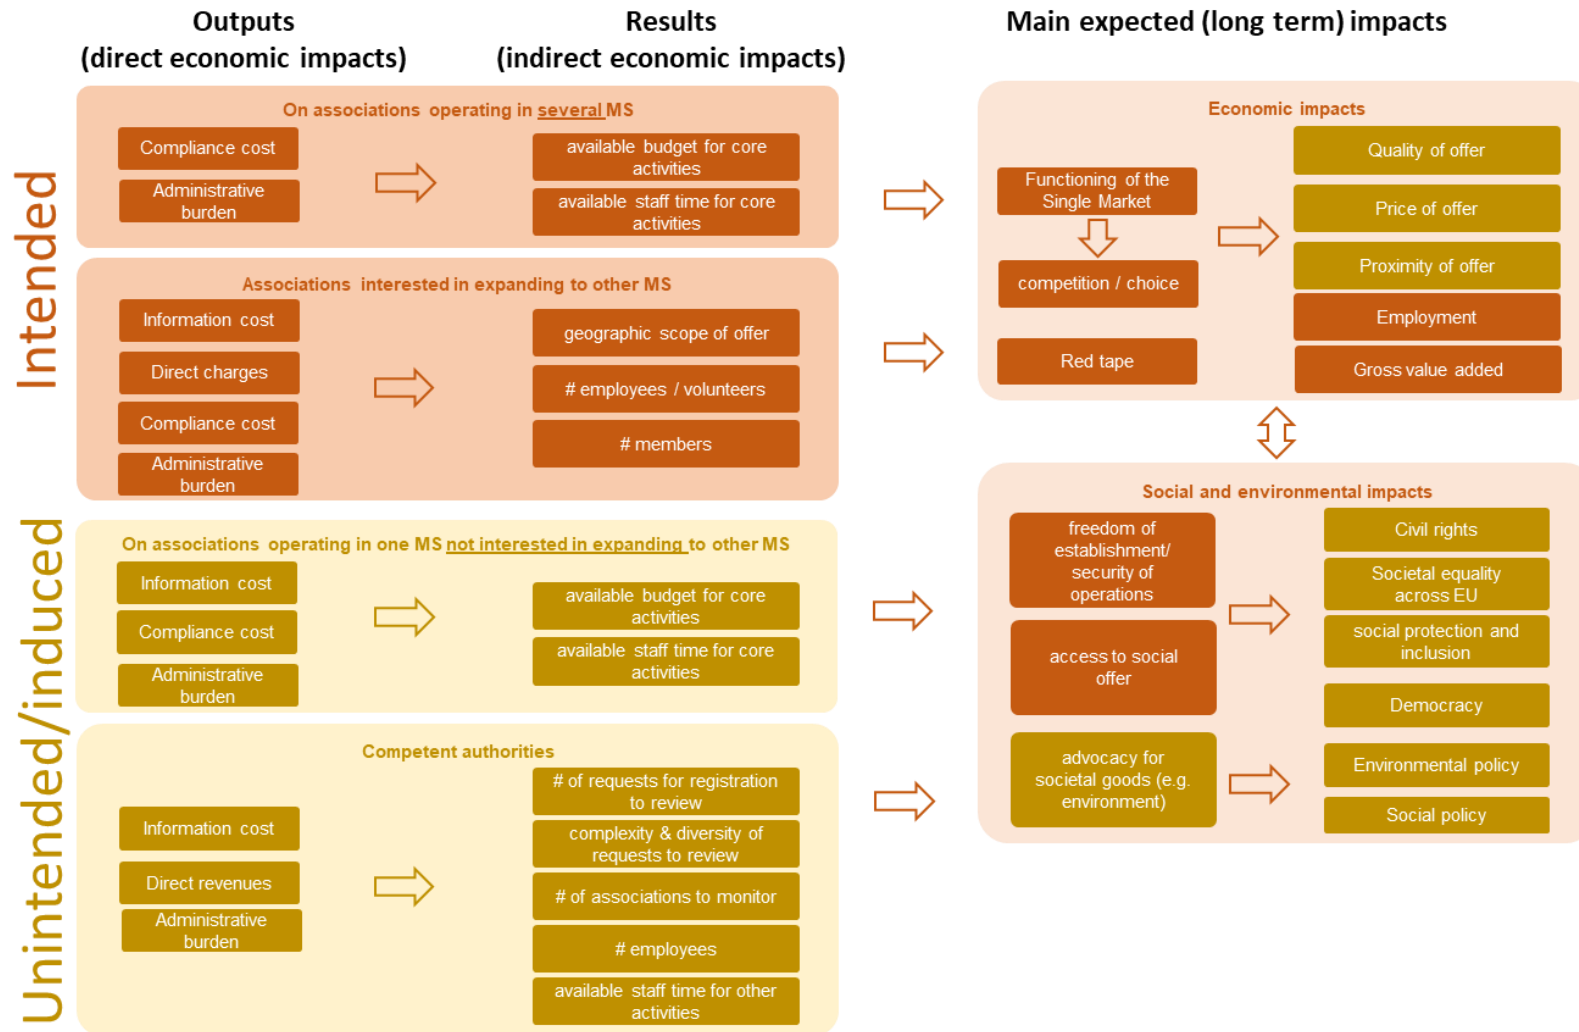 Outputs
(direct economic impacts)
Results
(indirect economic impacts)
Main expected (long term) impacts
Intended
On associations operating in several MS
Compliance cost
Administrative
burden
available budget for core
activities
available staff time for core
activities
Associations interested in expanding to other MS
Information cost
Direct charges
Compliance cost
Administrative
burden
geographic scope of offer
# employees / volunteers
# members
Economic impacts
Functioning of the
Single Market
competition / choice
Red tape
Quality of offer
Price of offer
Proximity of offer
Employment
Gross value added
Unintended/induced
On associations operating in one MS not interested in expanding to other MS
Information cost
Compliance cost
Administrative
burden
available budget for core
activities
available staff time for core
activities
Competent authorities
Information cost
Direct revenues
Administrative
burden
# of requests for registration
to review
complexity & diversity of
requests to review
# of associations to monitor
# employees
available staff time for other
activities
Social and environmental impacts
freedom of
establishment/
security of
operations
access to social
offer
advocacy for
societal goods (e.g.
environment)
Civil rights
Societal equality
across EU
social protection and
inclusion
Democracy
Environmental policy
Social policy